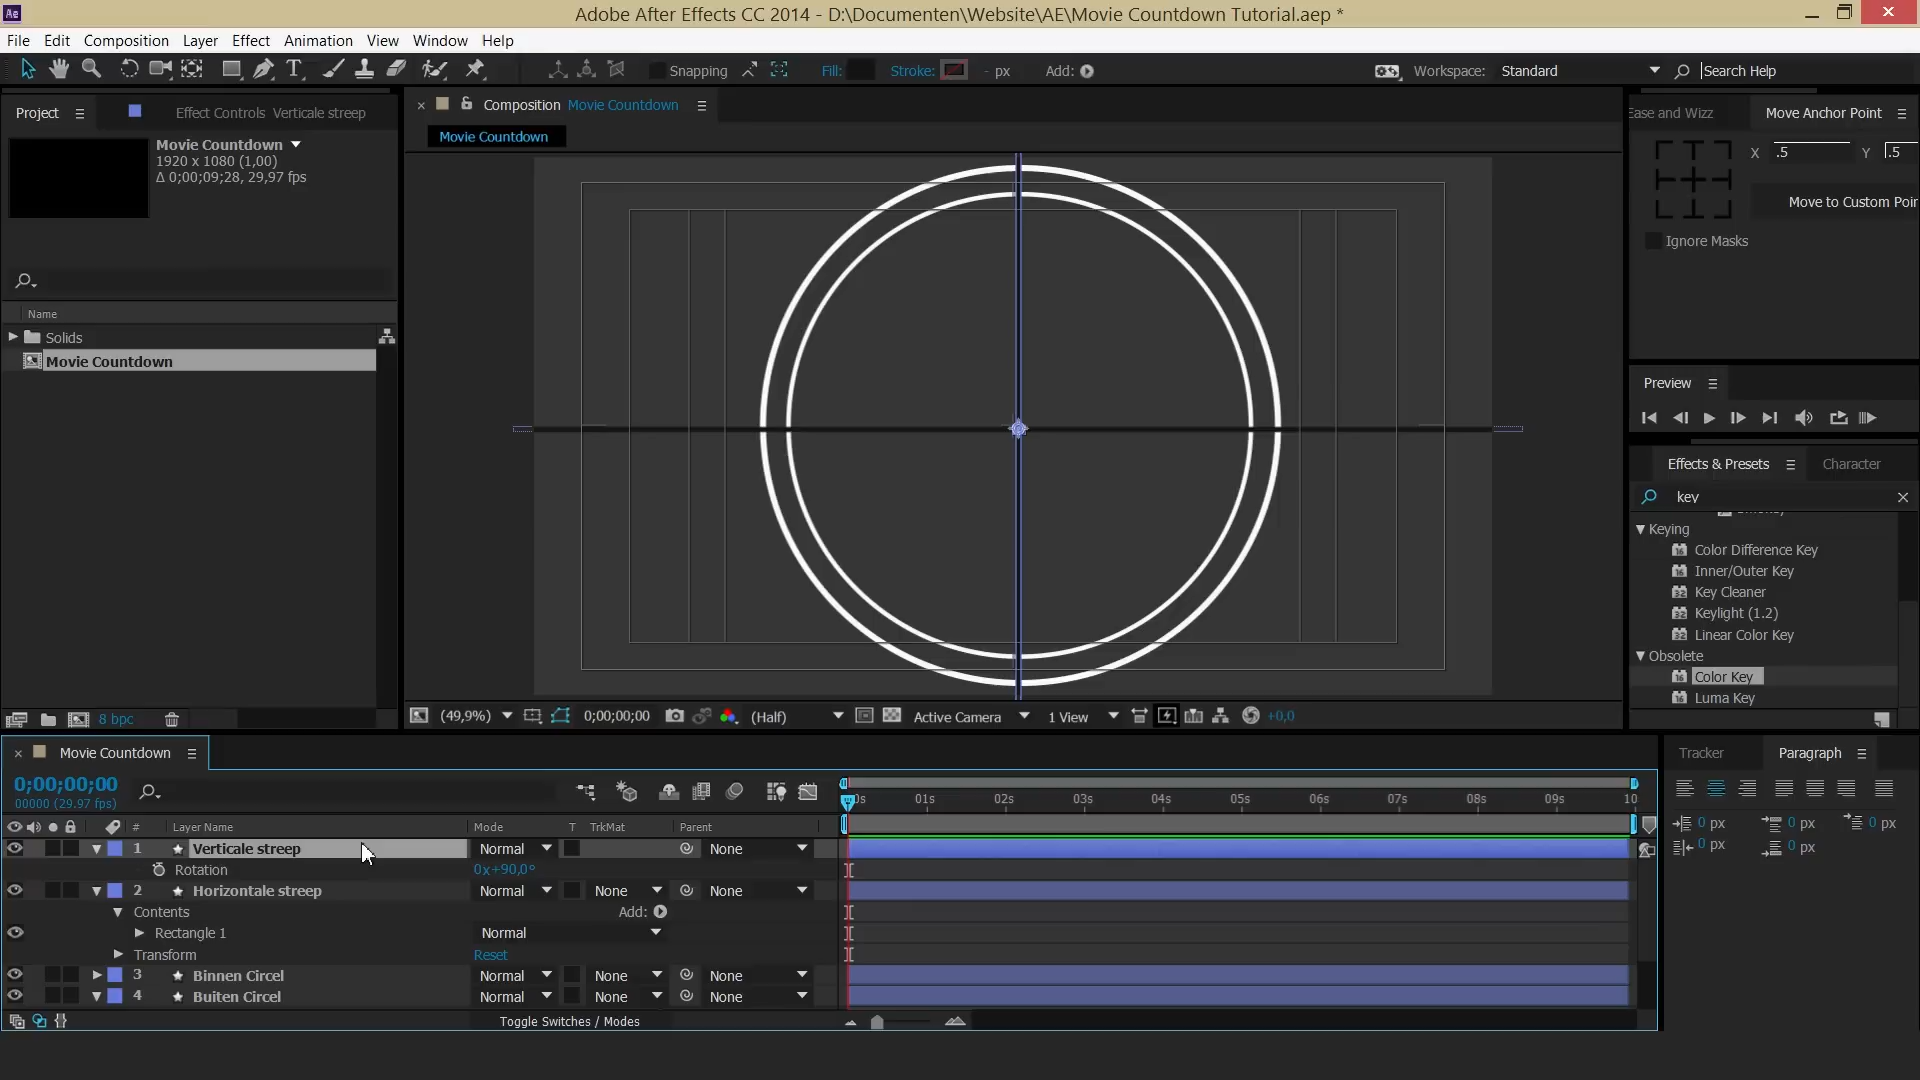 Ae
Adobe After Effects CC 2014 - D:\Documenten\Website\AE\Movie Countdown Tutorial.aep *
File Edit Composition Layer Effect Animation View Window Help
T Snapping Fill: Stroke: - px Add: Workspace: Standard Search Help
Project Effect Controls Verticale streep
Movie Countdown
1920 x 1080 (1,00)
Δ 0;00;09;28, 29,97 fps
Name
Solids
Movie Countdown
8 bpc
Composition Movie Countdown
Movie Countdown
(49,9%) 0;00;00;00 (Half) Active Camera 1 View +0,0
Ease and Wizz Move Anchor Point
X .5 Y .5
Move to Custom Poin
Ignore Masks
Preview
Effects & Presets Character
key
Keying
Color Difference Key
Inner/Outer Key
Key Cleaner
Keylight (1.2)
Linear Color Key
Obsolete
Color Key
Luma Key
Movie Countdown
0;00;00;00
00000 (29.97 fps)
0s 01s 02s 03s 04s 05s 06s 07s 08s 09s 10
# Layer Name Mode T TrkMat Parent
1 Verticale streep Normal None
Rotation 0x+90,0°
2 Horizontale streep Normal None None
Contents Add:
Rectangle 1 Normal
Transform Reset
3 Binnen Circel Normal None None
4 Buiten Circel Normal None None
Toggle Switches / Modes
Tracker Paragraph
0 px 0 px 0 px
0 px 0 px